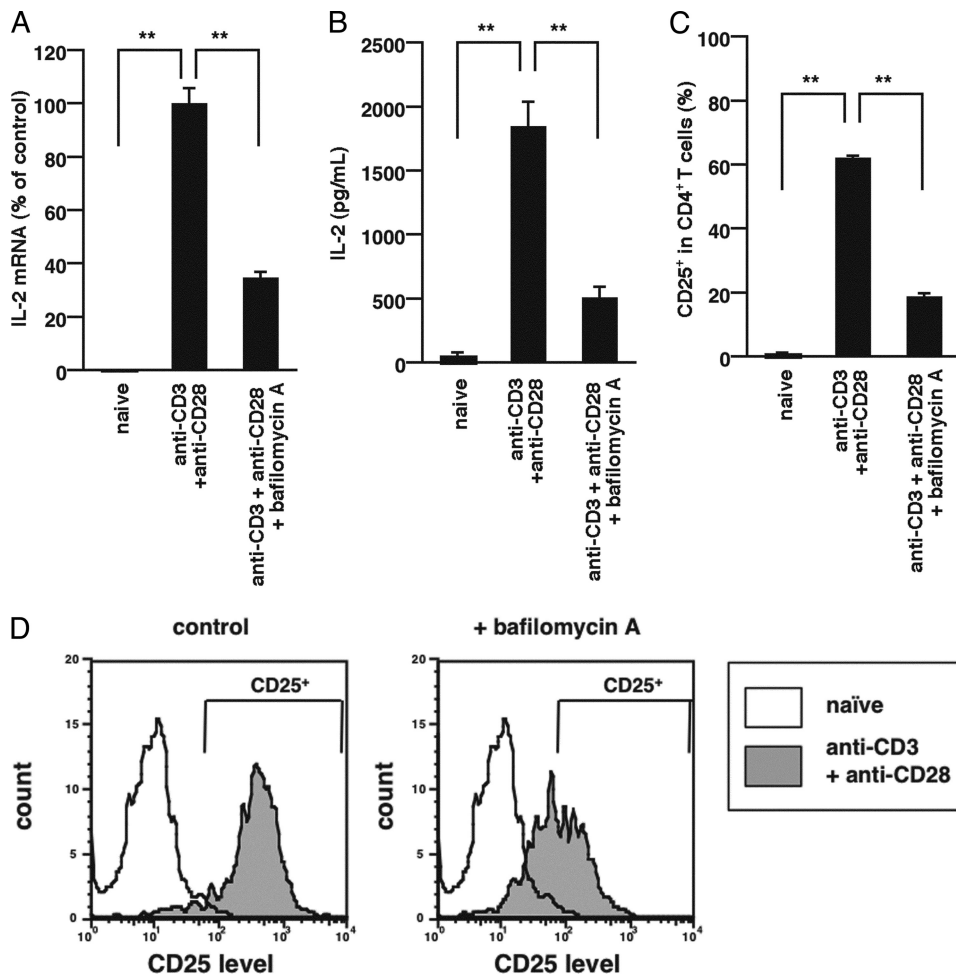 A
IL-2 mRNA (% of control)
120
100
80
60
40
20
0
** **
naïve
anti-CD3
+anti-CD28
anti-CD3 + anti-CD28
+ bafilomycin A
B
IL-2 (pg/mL)
2500
2000
1500
1000
500
0
** **
naïve
anti-CD3
+anti-CD28
anti-CD3 + anti-CD28
+ bafilomycin A
C
CD25⁺ in CD4⁺ T cells (%)
100
80
60
40
20
0
** **
naïve
anti-CD3
+anti-CD28
anti-CD3 + anti-CD28
+ bafilomycin A
D
control
count
20
15
10
5
0
CD25⁺
10⁰ 10¹ 10² 10³ 10⁴
CD25 level
+ bafilomycin A
count
20
15
10
5
0
CD25⁺
10⁰ 10¹ 10² 10³ 10⁴
CD25 level
naïve
anti-CD3
+ anti-CD28